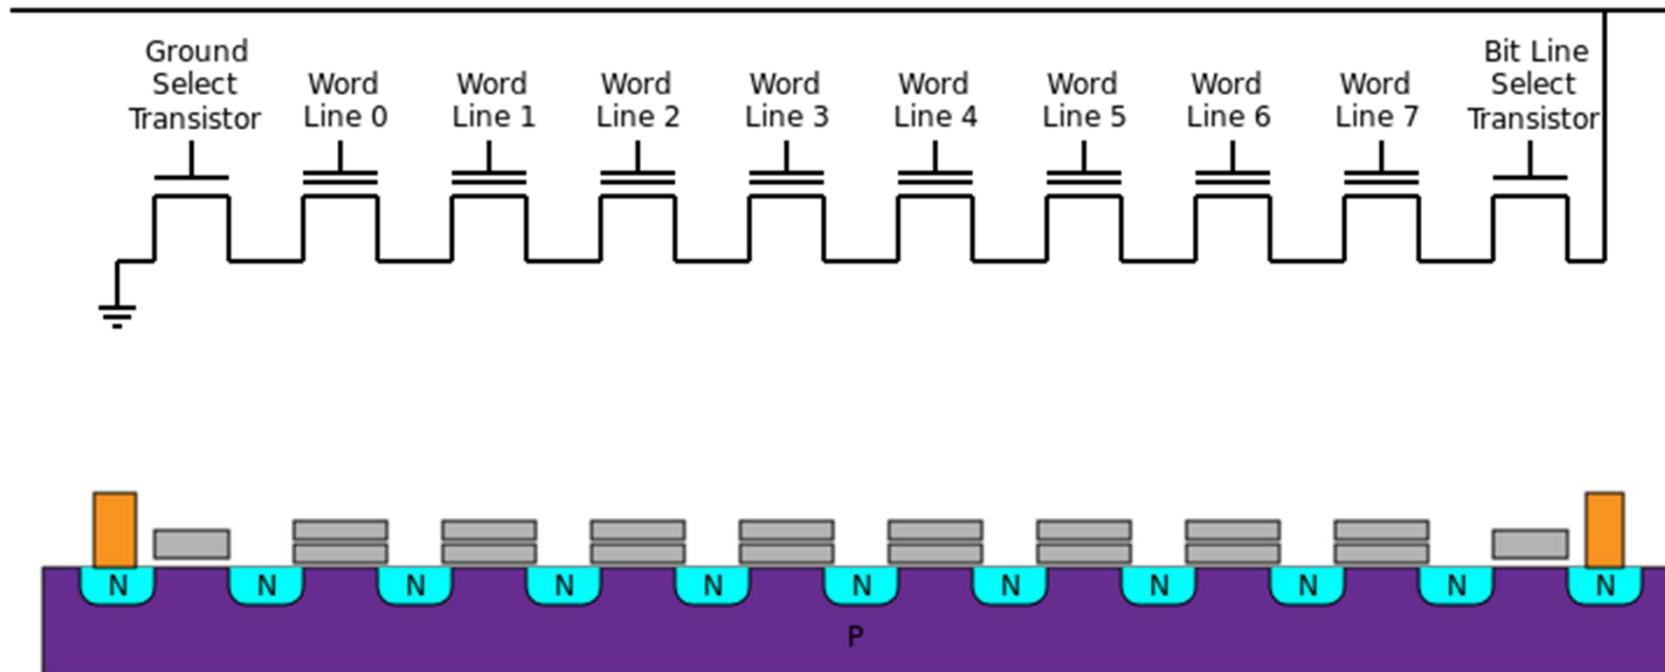 Ground
Select
Transistor
Word
Line 0
Word
Line 1
Word
Line 2
Word
Line 3
Word
Line 4
Word
Line 5
Word
Line 6
Word
Line 7
Bit Line
Select
Transistor
N N N N N N N N N N N
P